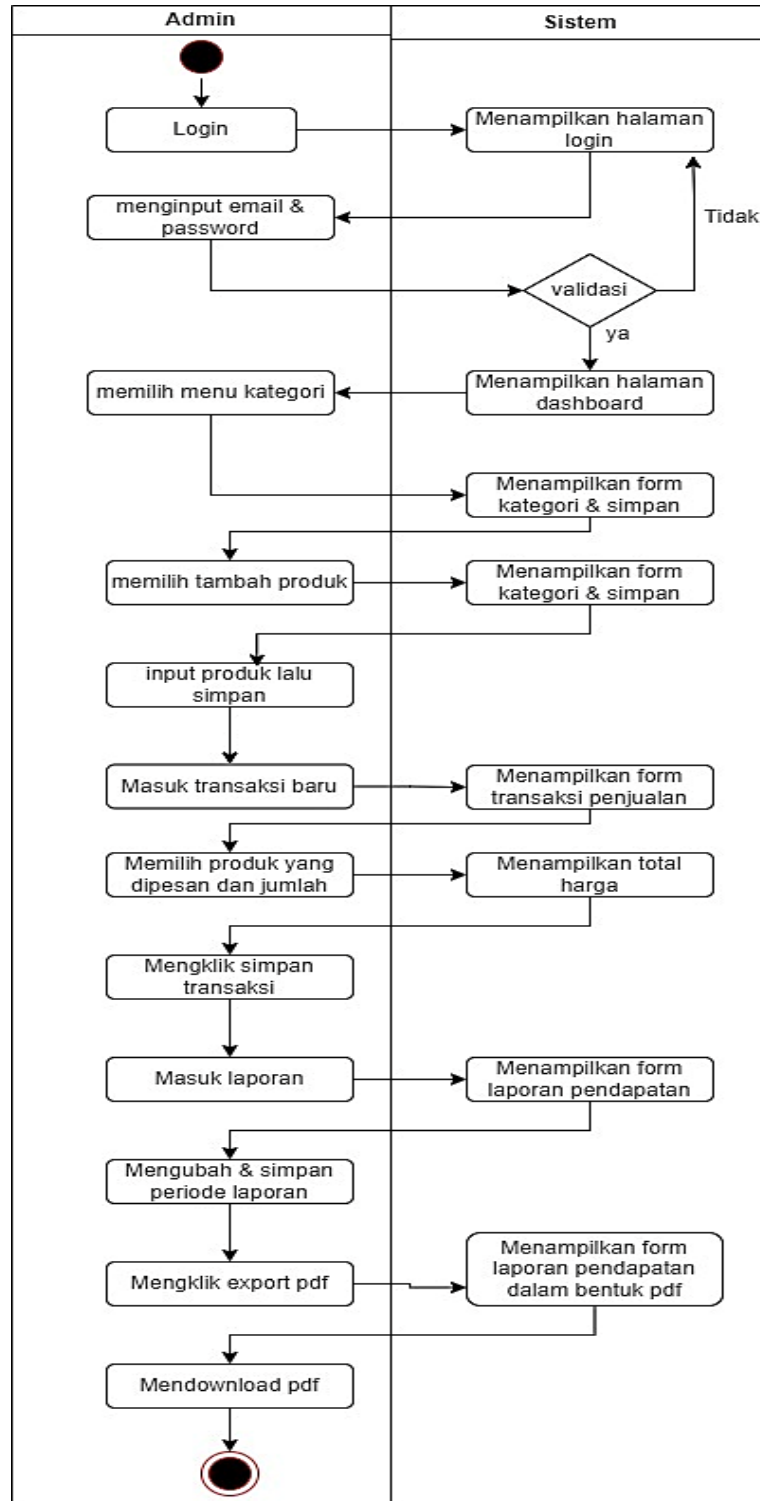 Admin
Sistem
Login
Menampilkan halaman
login
menginput email &
password
Tidak
validasi
ya
memilih menu kategori
Menampilkan halaman
dashboard
Menampilkan form
kategori & simpan
memilih tambah produk
Menampilkan form
kategori & simpan
input produk lalu
simpan
Masuk transaksi baru
Menampilkan form
transaksi penjualan
Memilih produk yang
dipesan dan jumlah
Menampilkan total
harga
Mengklik simpan
transaksi
Masuk laporan
Menampilkan form
laporan pendapatan
Mengubah & simpan
periode laporan
Mengklik export pdf
Menampilkan form
laporan pendapatan
dalam bentuk pdf
Mendownload pdf